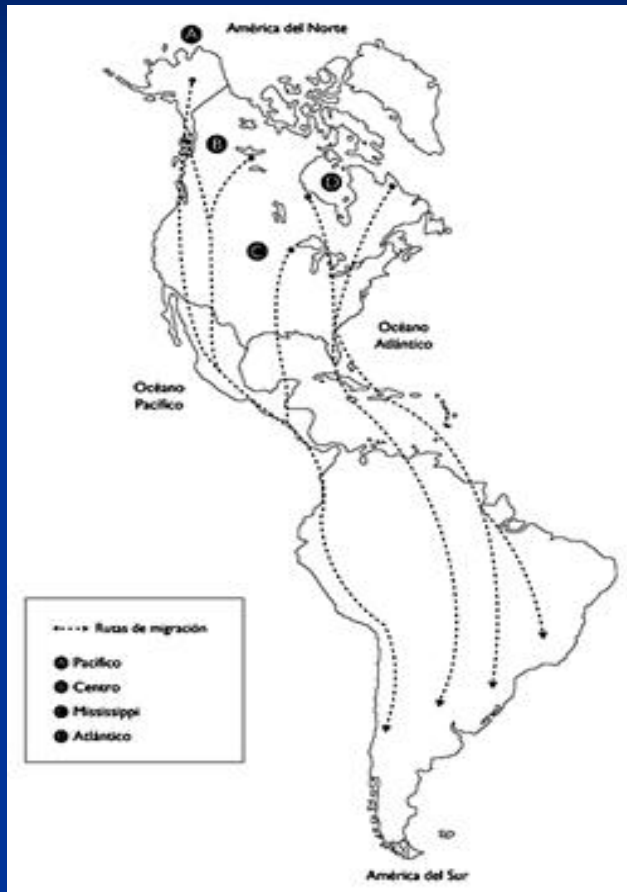 A
América del Norte
B
D
C
Océano
Atlántico
Océano
Pacífico
Rutas de migración
Pacífico
Centro
Mississippi
Atlántico
América del Sur